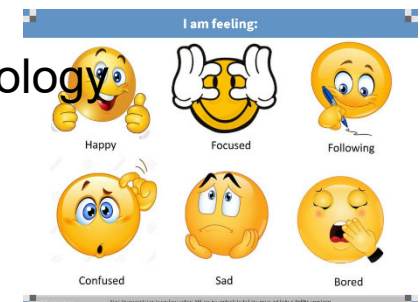 I am feeling:
ology
Happy
Focused
Following
Confused
Sad
Bored